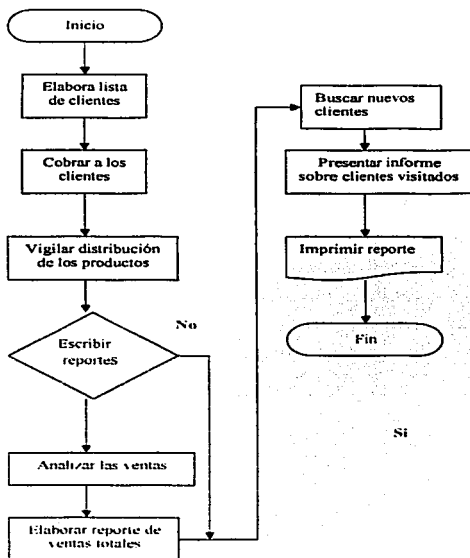 Inicio
Elabora lista
de clientes
Cobrar a los
clientes
Vigilar distribución
de los productos
Escribir
reportes
No
Analizar las ventas
Elaborar reporte de
ventas totales
Buscar nuevos
clientes
Presentar informe
sobre clientes visitados
Imprimir reporte
Fin
Si